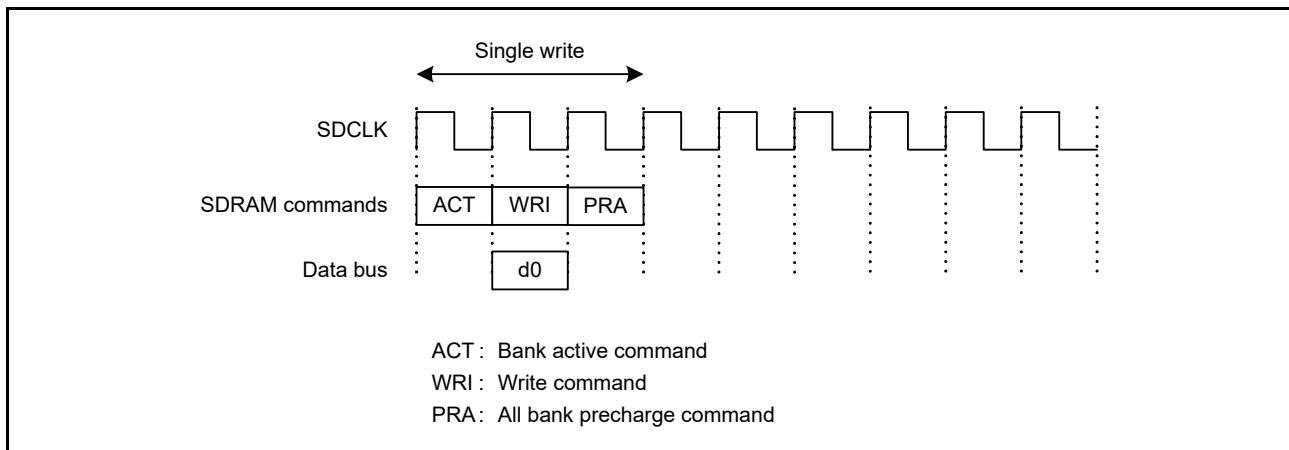 Single write
SDCLK
SDRAM commands ACT WRI PRA
Data bus d0
ACT : Bank active command
WRI : Write command
PRA : All bank precharge command